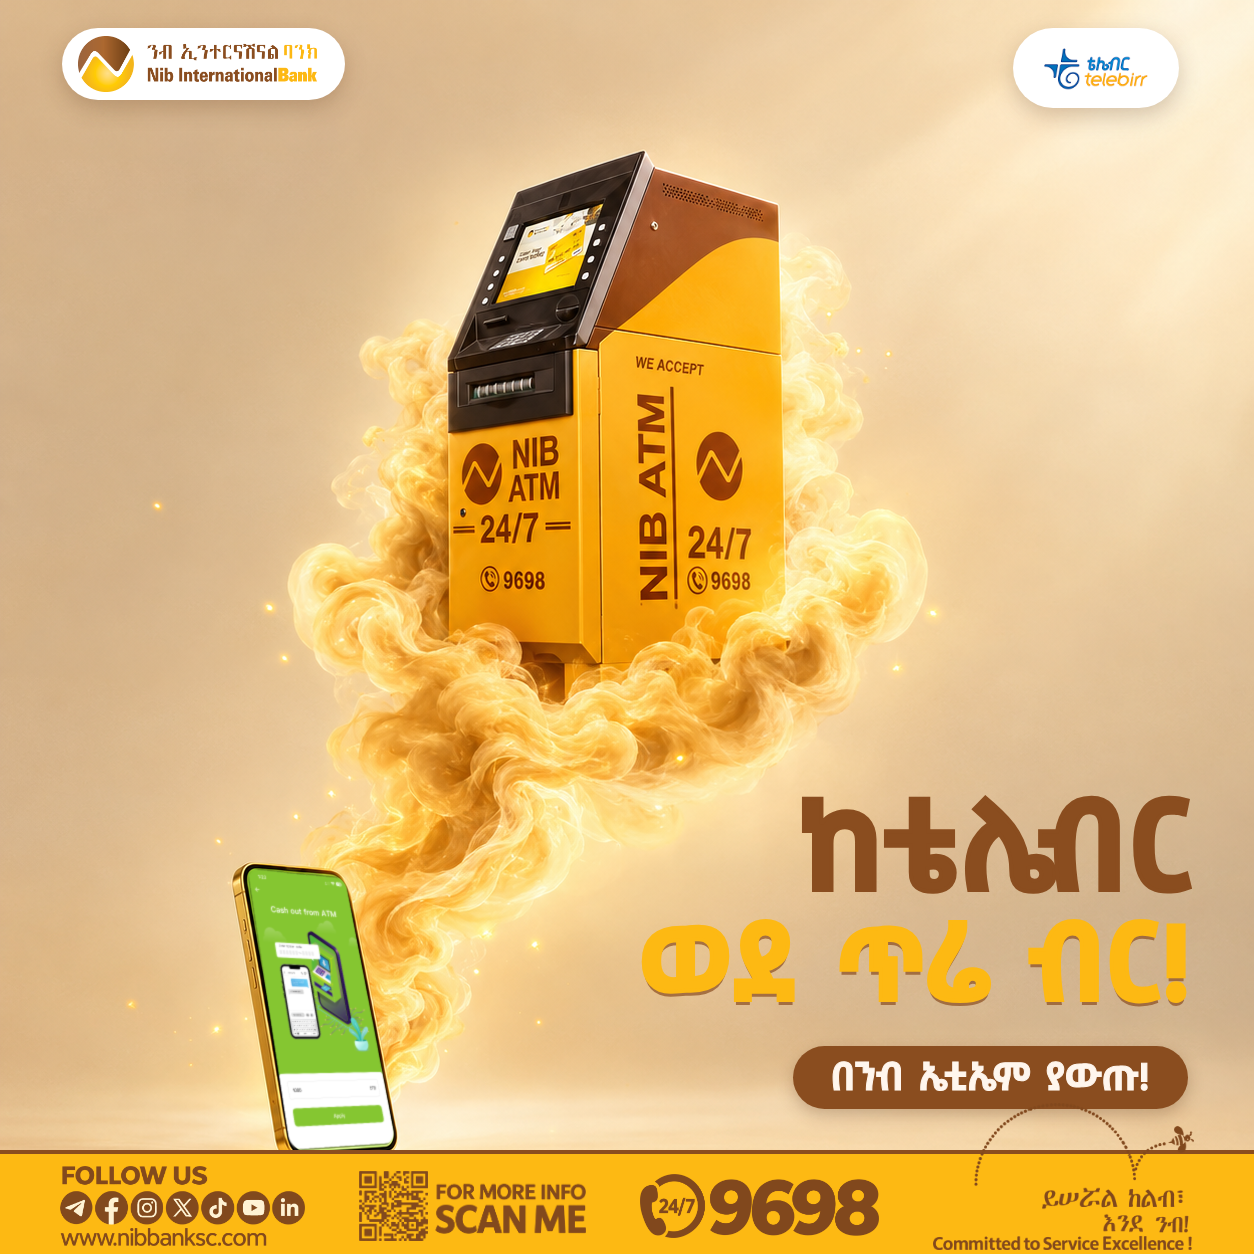 ንብ ኢንተርናሽናል ባንክ
Nib InternationalBank
ቴሌብር
telebirr
WE ACCEPT
NIB ATM
24/7
9698
NIB
ATM
24/7
9698
Cash out from ATM
ከቴሌብር
ወደ ጥሬ ብር!
በንብ ኤቲኤም ያውጡ!
FOLLOW US
www.nibbanksc.com
FOR MORE INFO
SCAN ME
24/7 9698
ይሠሯል ከልብ፣
እንደ ንብ!
Committed to Service Excellence !